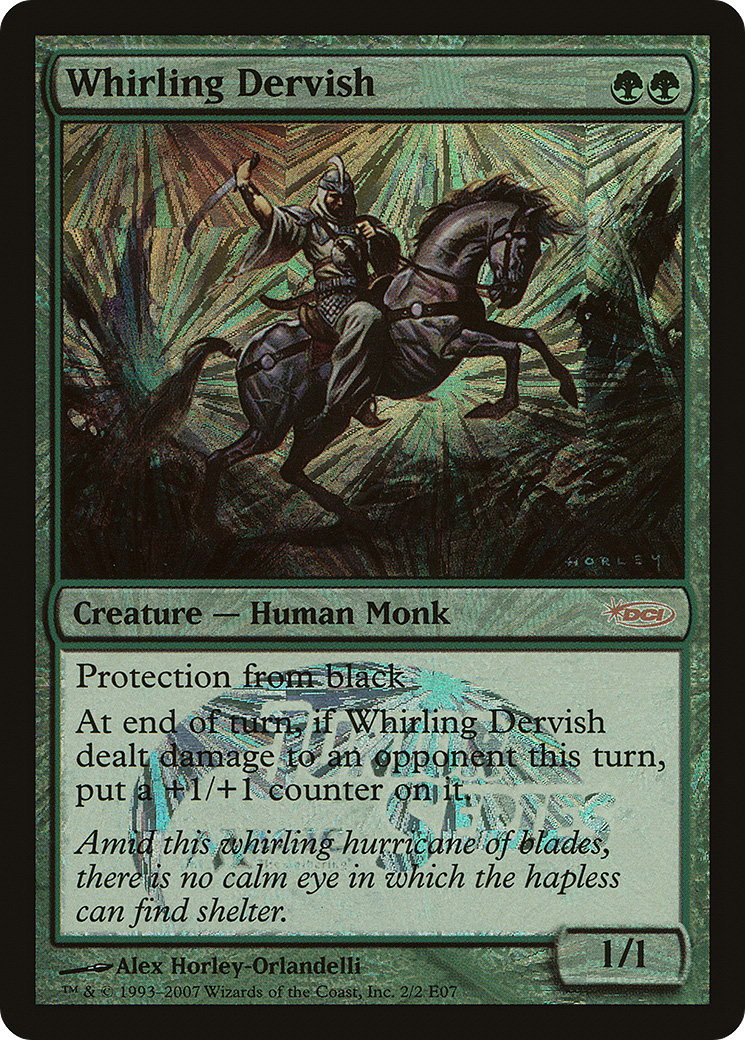 Whirling Dervish
HORLEY
Creature — Human Monk
DCI
Protection from black
At end of turn, if Whirling Dervish
dealt damage to an opponent this turn,
put a +1/+1 counter on it.
JUNIOR
SERIES
Amid this whirling hurricane of blades,
there is no calm eye in which the hapless
can find shelter.
1/1
Alex Horley-Orlandelli
™ & © 1993–2007 Wizards of the Coast, Inc. 2/2 E07